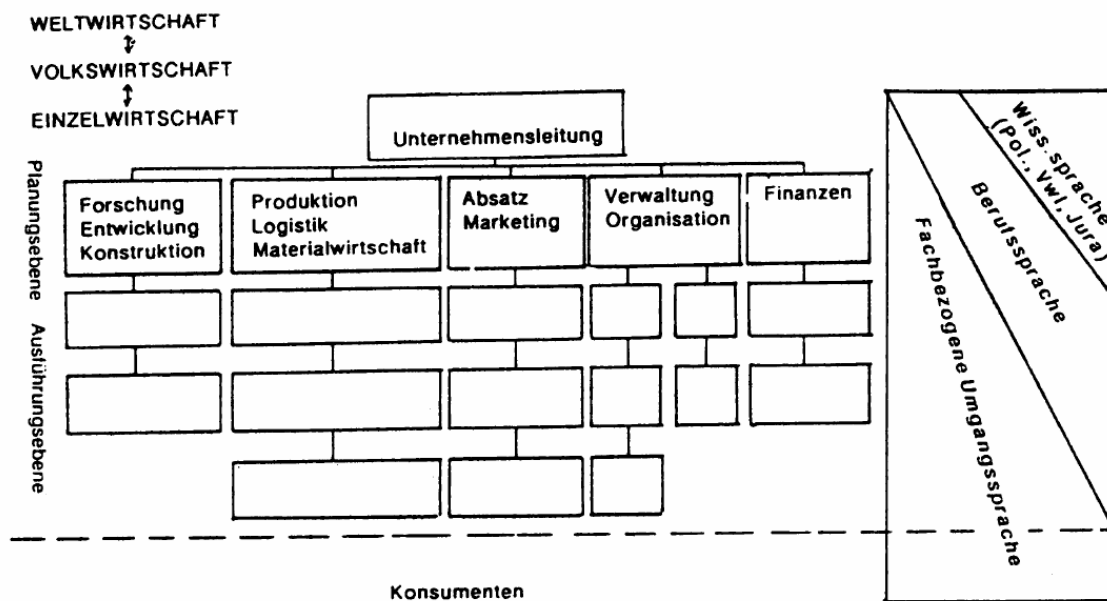 WELTWIRTSCHAFT
VOLKSWIRTSCHAFT
EINZELWIRTSCHAFT
Unternehmensleitung
Planungsebene
Forschung
Entwicklung
Konstruktion
Produktion
Logistik
Materialwirtschaft
Absatz
Marketing
Verwaltung
Organisation
Finanzen
Ausführungsebene
Fachbezogene Umgangssprache
Berufssprache
Wiss.sprache
(Pol., Vwl, Jura)
Konsumenten